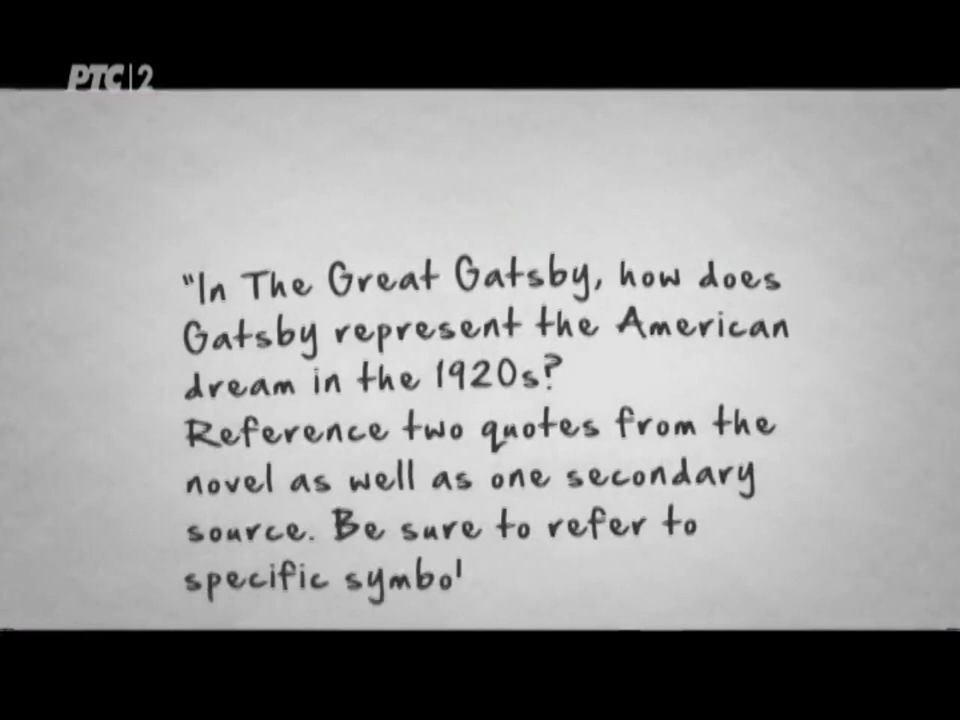 РТС|2
"In The Great Gatsby, how does
Gatsby represent the American
dream in the 1920s?
Reference two quotes from the
novel as well as one secondary
source. Be sure to refer to
specific symbol